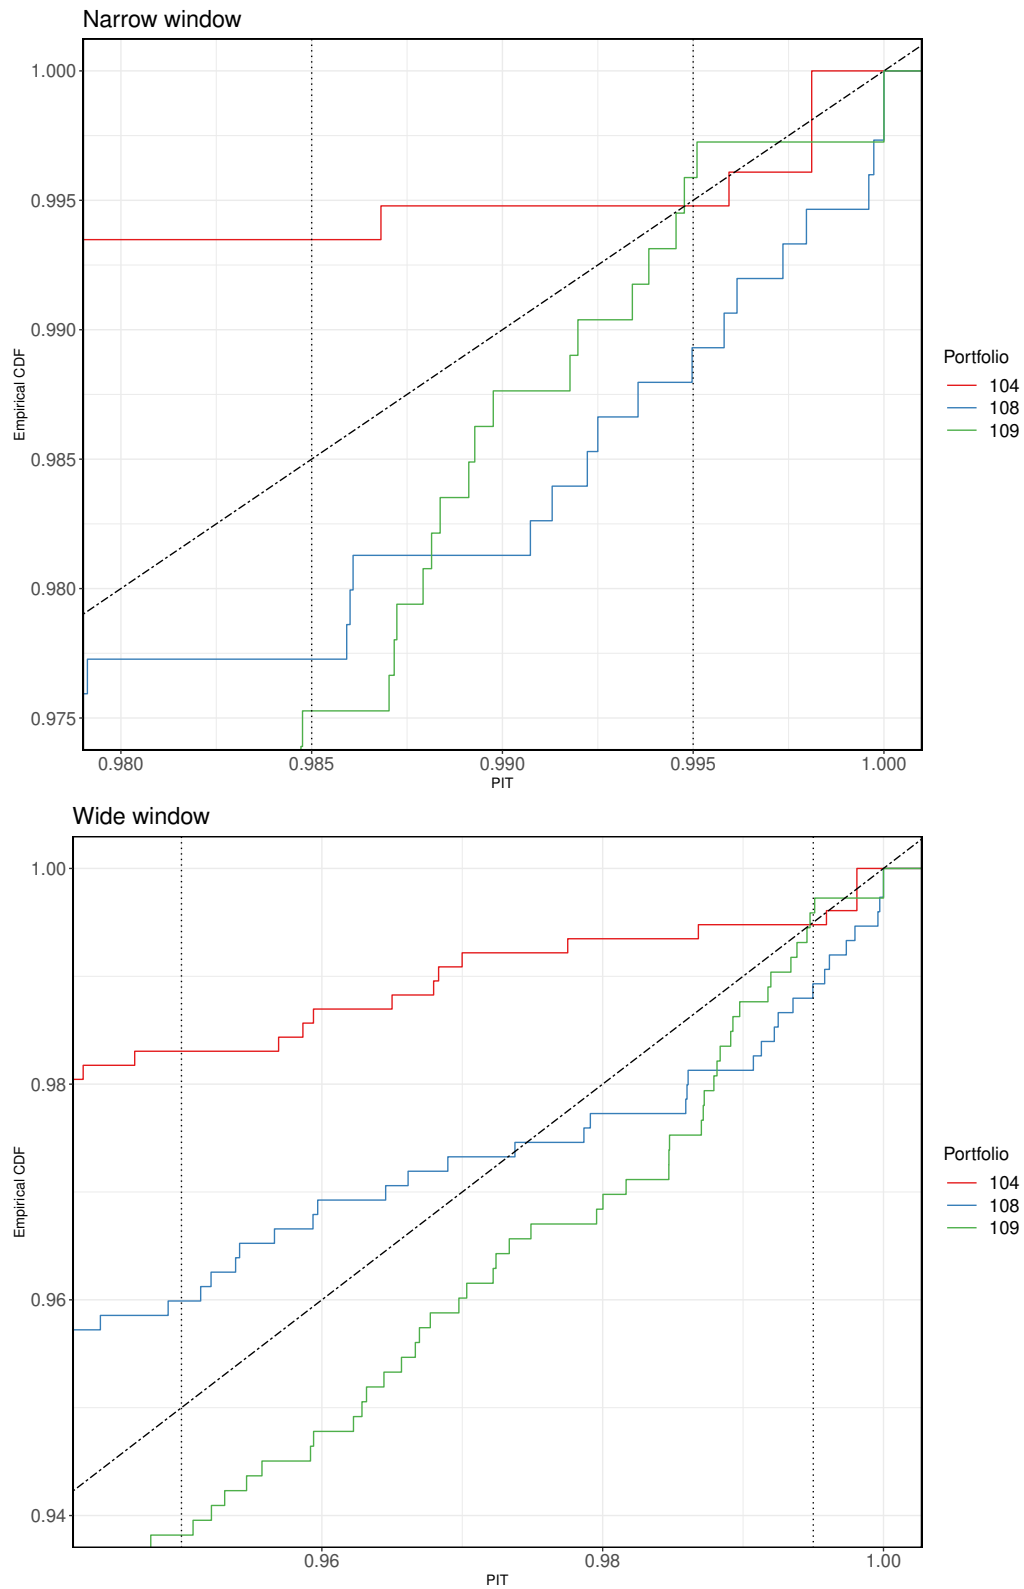 Narrow window
1.000
0.995
0.990
0.985
0.980
0.975
Empirical CDF
0.980 0.985 0.990 0.995 1.000
PIT
Portfolio
104
108
109
Wide window
1.00
0.98
0.96
0.94
Empirical CDF
0.96 0.98 1.00
PIT
Portfolio
104
108
109